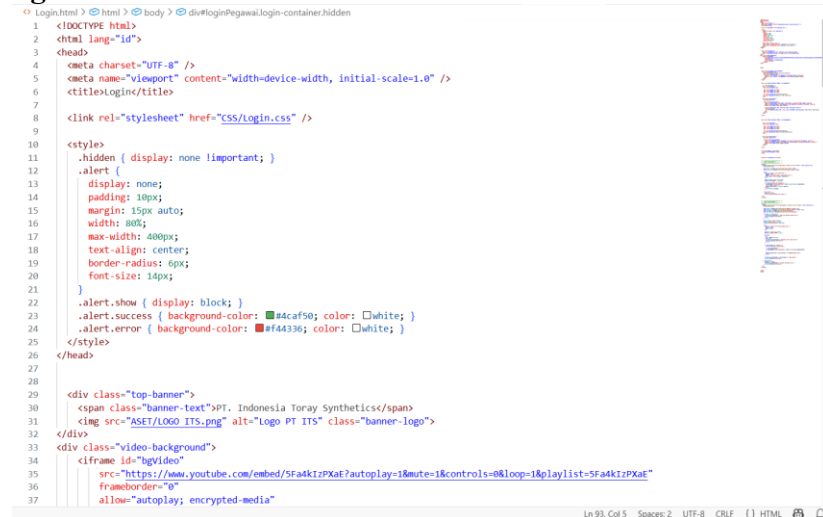 Login.html > html > body > div#loginPegawai.login-container.hidden
1 <!DOCTYPE html>
2 <html lang="id">
3 <head>
4 <meta charset="UTF-8" />
5 <meta name="viewport" content="width=device-width, initial-scale=1.0" />
6 <title>Login</title>
7
8 <link rel="stylesheet" href="CSS/Login.css" />
9
10 <style>
11 .hidden { display: none !important; }
12 .alert {
13 display: none;
14 padding: 10px;
15 margin: 15px auto;
16 width: 80%;
17 max-width: 400px;
18 text-align: center;
19 border-radius: 6px;
20 font-size: 14px;
21 }
22 .alert.show { display: block; }
23 .alert.success { background-color: #4caf50; color: white; }
24 .alert.error { background-color: #f44336; color: white; }
25 </style>
26 </head>
27
28
29 <div class="top-banner">
30 <span class="banner-text">PT. Indonesia Toray Synthetics</span>
31 <img src="ASET/LOGO ITS.png" alt="Logo PT ITS" class="banner-logo">
32 </div>
33 <div class="video-background">
34 <iframe id="bgVideo"
35 src="https://www.youtube.com/embed/5Fa4kIzPXaE?autoplay=1&mute=1&controls=0&loop=1&playlist=5Fa4kIzPXaE"
36 frameborder="0"
37 allow="autoplay; encrypted-media"
Ln 93, Col 5 Spaces: 2 UTF-8 CRLF {} HTML